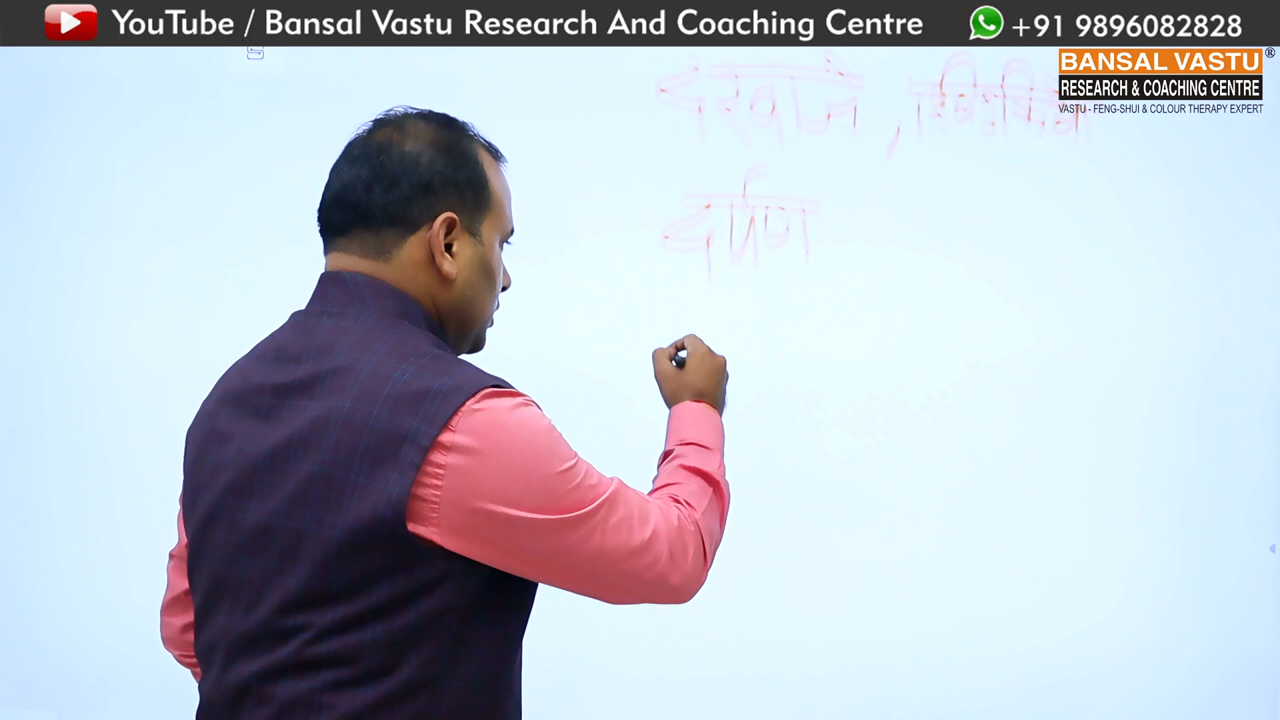 YouTube / Bansal Vastu Research And Coaching Centre +91 9896082828
BANSAL VASTU ®
RESEARCH & COACHING CENTRE
VASTU - FENG-SHUI & COLOUR THERAPY EXPERT
दरवाजे , खिड़किया
दर्पण